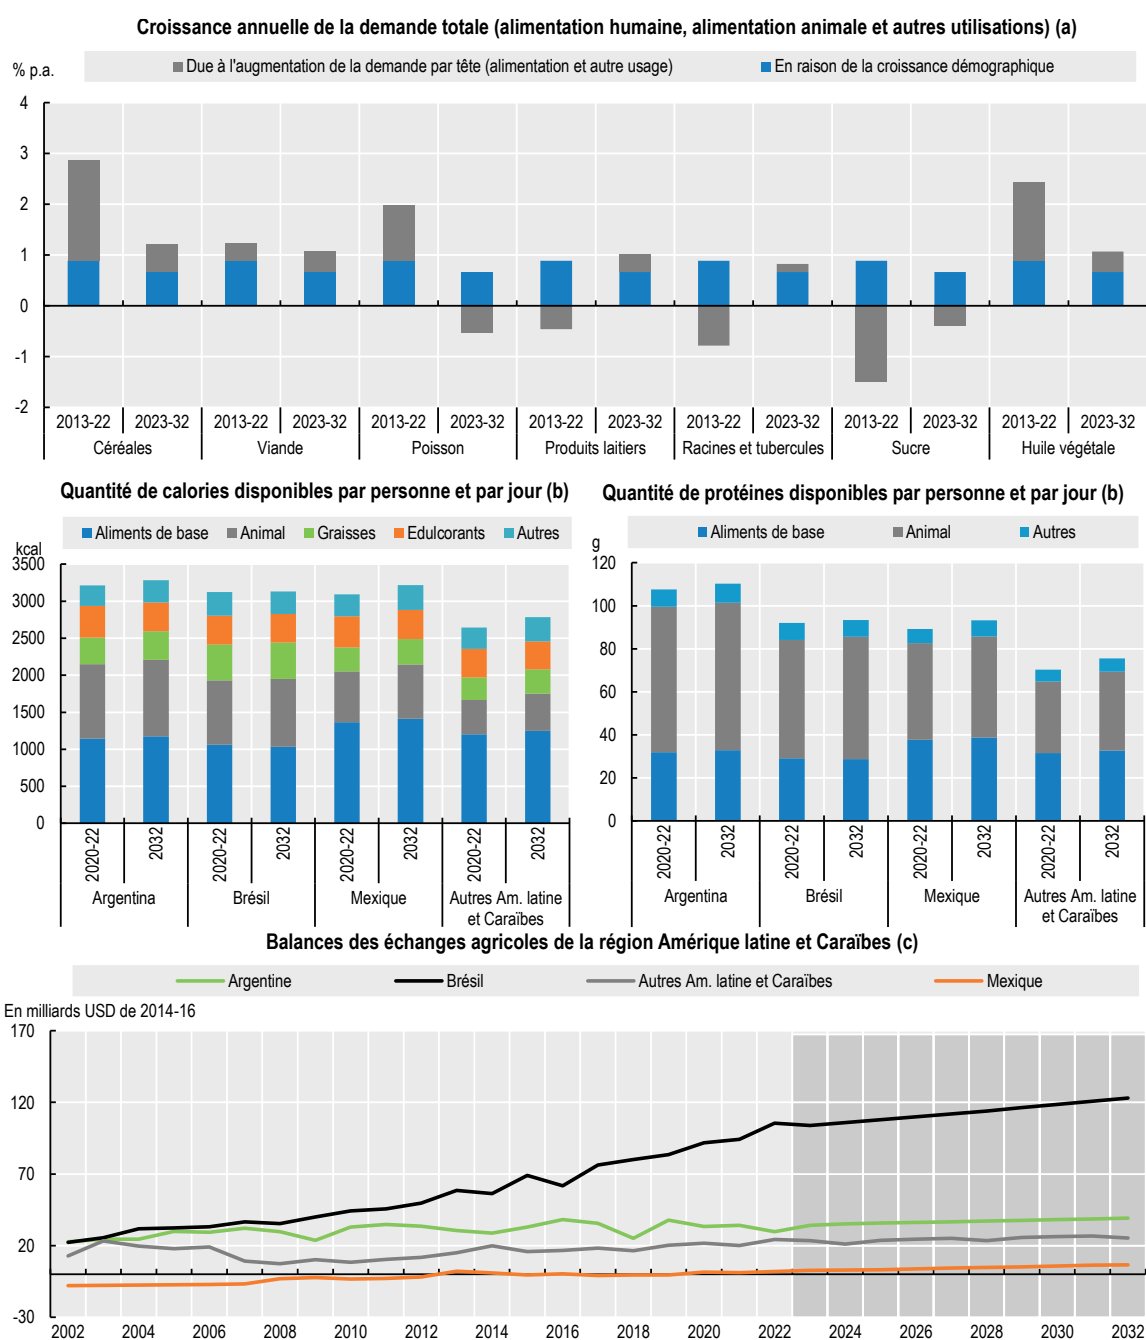 Croissance annuelle de la demande totale (alimentation humaine, alimentation animale et autres utilisations) (a)
% p.a.
Due à l'augmentation de la demande par tête (alimentation et autre usage)
En raison de la croissance démographique
4
3
2
1
0
-1
-2
2013-22 2023-32 2013-22 2023-32 2013-22 2023-32 2013-22 2023-32 2013-22 2023-32 2013-22 2023-32 2013-22 2023-32
Céréales Viande Poisson Produits laitiers Racines et tubercules Sucre Huile végétale
Quantité de calories disponibles par personne et par jour (b)
Aliments de base Animal Graisses Edulcorants Autres
kcal
3500
3000
2500
2000
1500
1000
500
0
2020-22 2032 2020-22 2032 2020-22 2032 2020-22 2032
Argentina Brésil Mexique Autres Am. latine
et Caraïbes
Quantité de protéines disponibles par personne et par jour (b)
Aliments de base Animal Autres
g
120
100
80
60
40
20
0
2020-22 2032 2020-22 2032 2020-22 2032 2020-22 2032
Argentina Brésil Mexique Autres Am. latine
et Caraïbes
Balances des échanges agricoles de la région Amérique latine et Caraïbes (c)
Argentine Brésil Autres Am. latine et Caraïbes Mexique
En milliards USD de 2014-16
170
120
70
20
-30
2002 2004 2006 2008 2010 2012 2014 2016 2018 2020 2022 2024 2026 2028 2030 2032